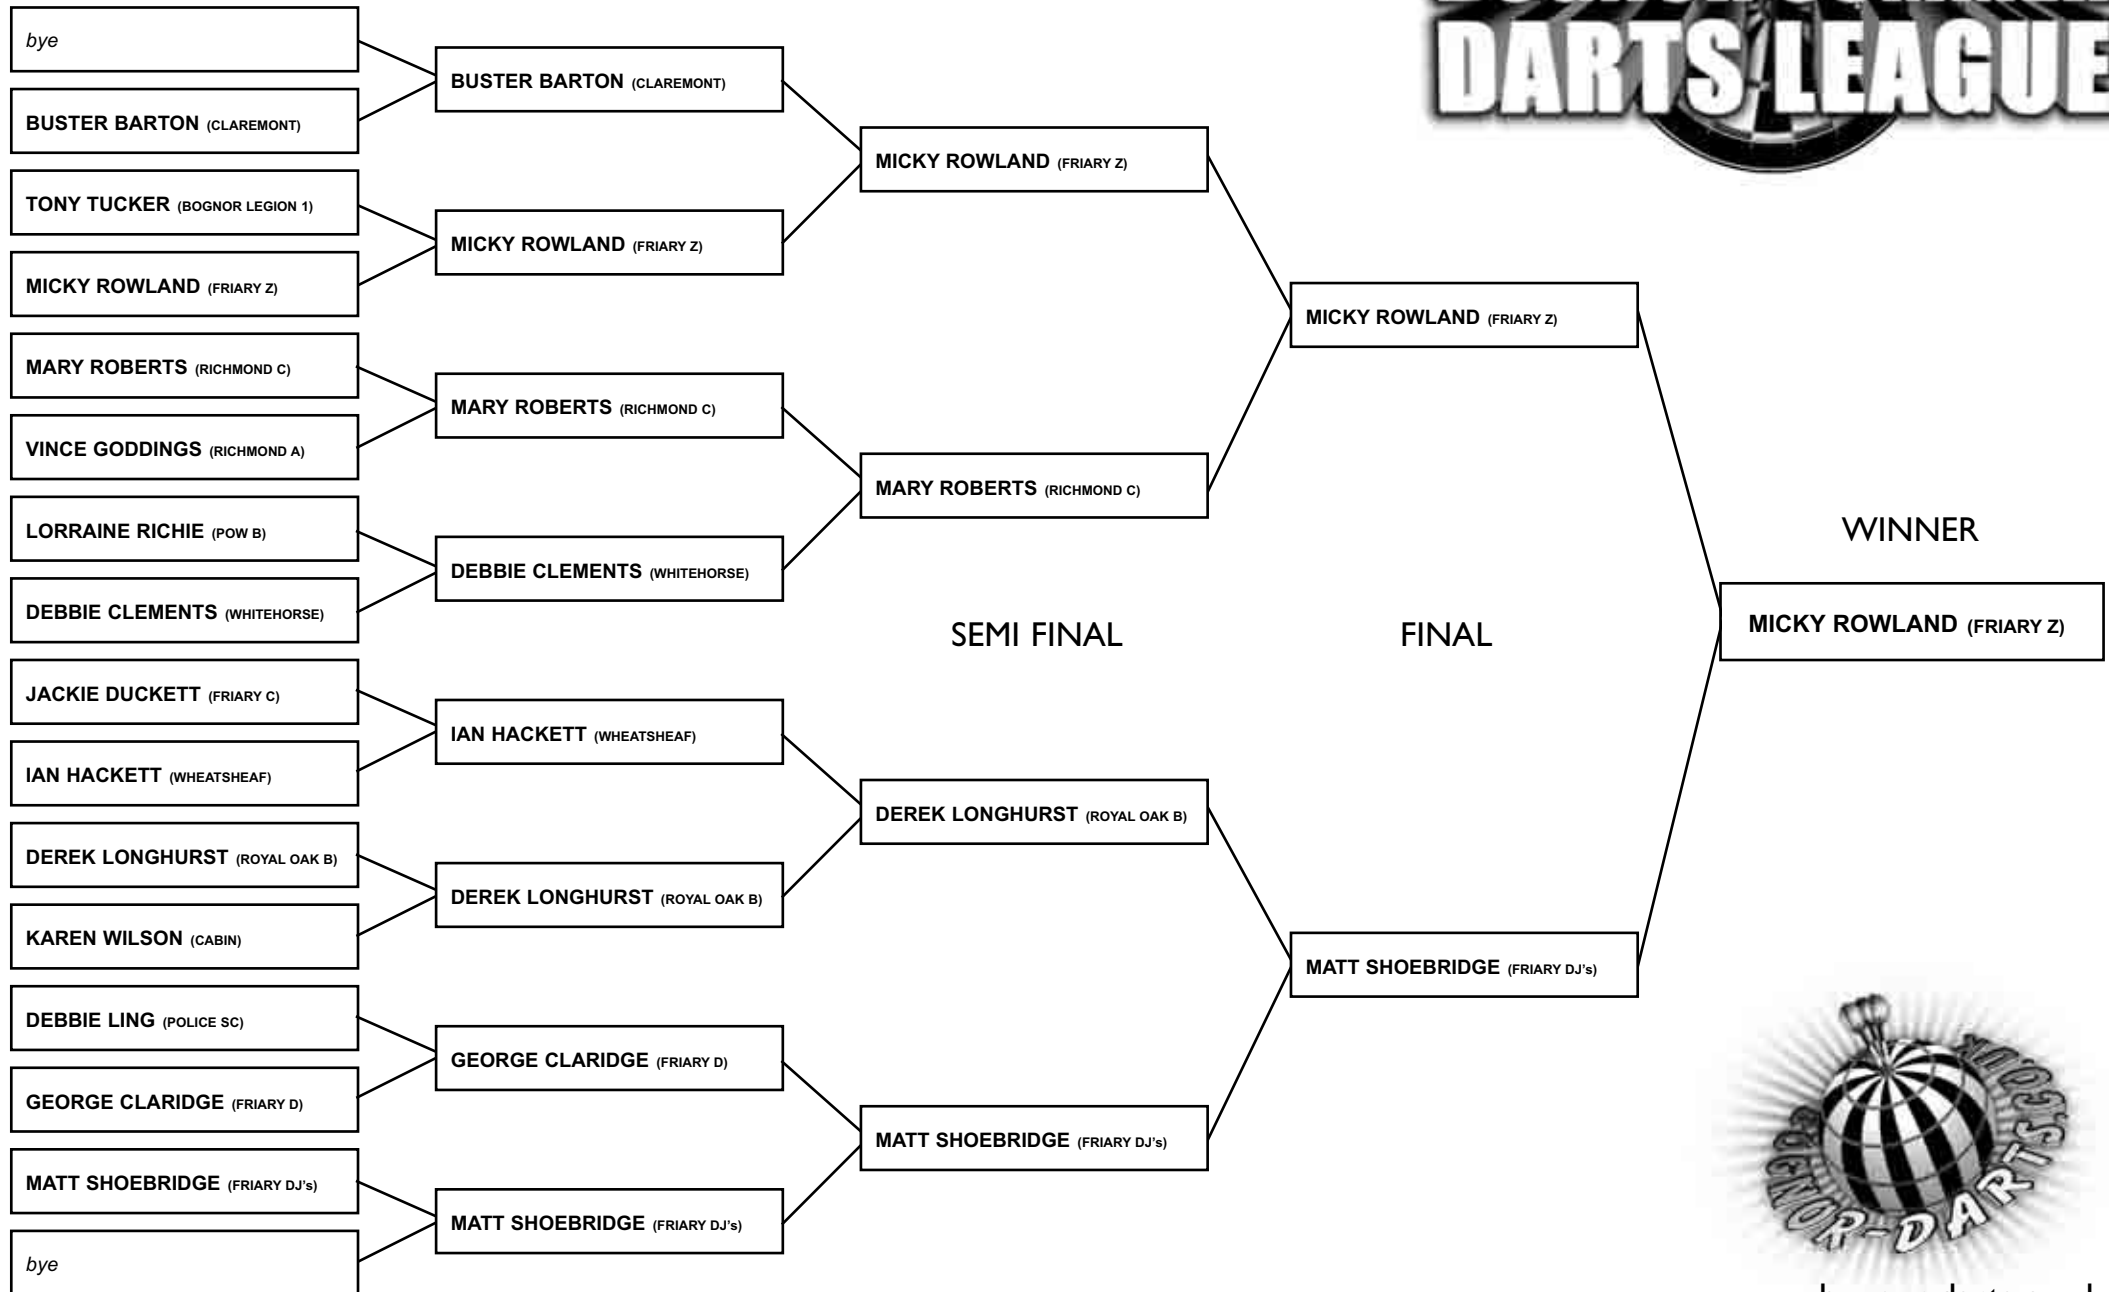 DARTS LEAGUE
bye
BUSTER BARTON (CLAREMONT)
TONY TUCKER (BOGNOR LEGION 1)
MICKY ROWLAND (FRIARY Z)
MARY ROBERTS (RICHMOND C)
VINCE GODDINGS (RICHMOND A)
LORRAINE RICHIE (POW B)
DEBBIE CLEMENTS (WHITEHORSE)
JACKIE DUCKETT (FRIARY C)
IAN HACKETT (WHEATSHEAF)
DEREK LONGHURST (ROYAL OAK B)
KAREN WILSON (CABIN)
DEBBIE LING (POLICE SC)
GEORGE CLARIDGE (FRIARY D)
MATT SHOEBRIDGE (FRIARY DJ's)
bye
BUSTER BARTON (CLAREMONT)
MICKY ROWLAND (FRIARY Z)
MARY ROBERTS (RICHMOND C)
DEBBIE CLEMENTS (WHITEHORSE)
IAN HACKETT (WHEATSHEAF)
DEREK LONGHURST (ROYAL OAK B)
GEORGE CLARIDGE (FRIARY D)
MATT SHOEBRIDGE (FRIARY DJ's)
MICKY ROWLAND (FRIARY Z)
MARY ROBERTS (RICHMOND C)
SEMI FINAL
DEREK LONGHURST (ROYAL OAK B)
MATT SHOEBRIDGE (FRIARY DJ's)
MICKY ROWLAND (FRIARY Z)
FINAL
MATT SHOEBRIDGE (FRIARY DJ's)
WINNER
MICKY ROWLAND (FRIARY Z)
BOGNOR-DARTS.CO.UK